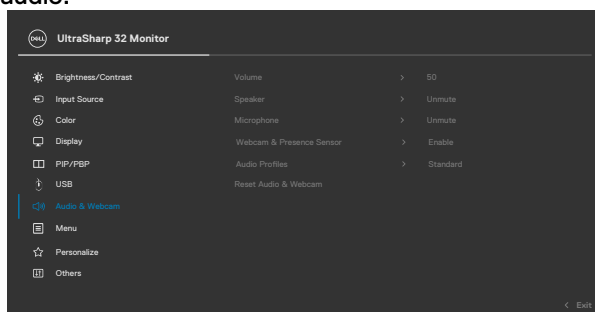 audio.
DELL UltraSharp 32 Monitor
Brightness/Contrast Volume > 50
Input Source Speaker > Unmute
Color Microphone > Unmute
Display Webcam & Presence Sensor > Enable
PIP/PBP Audio Profiles > Standard
USB Reset Audio & Webcam
Audio & Webcam
Menu
Personalize
Others
< Exit